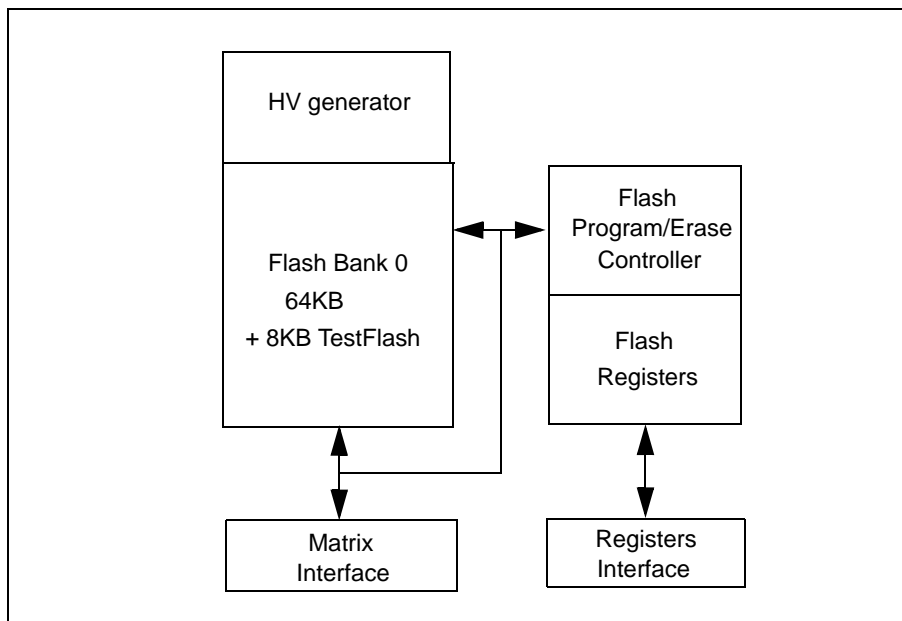 HV generator
Flash Bank 0
64KB
+ 8KB TestFlash
Flash
Program/Erase
Controller
Flash
Registers
Matrix
Interface
Registers
Interface